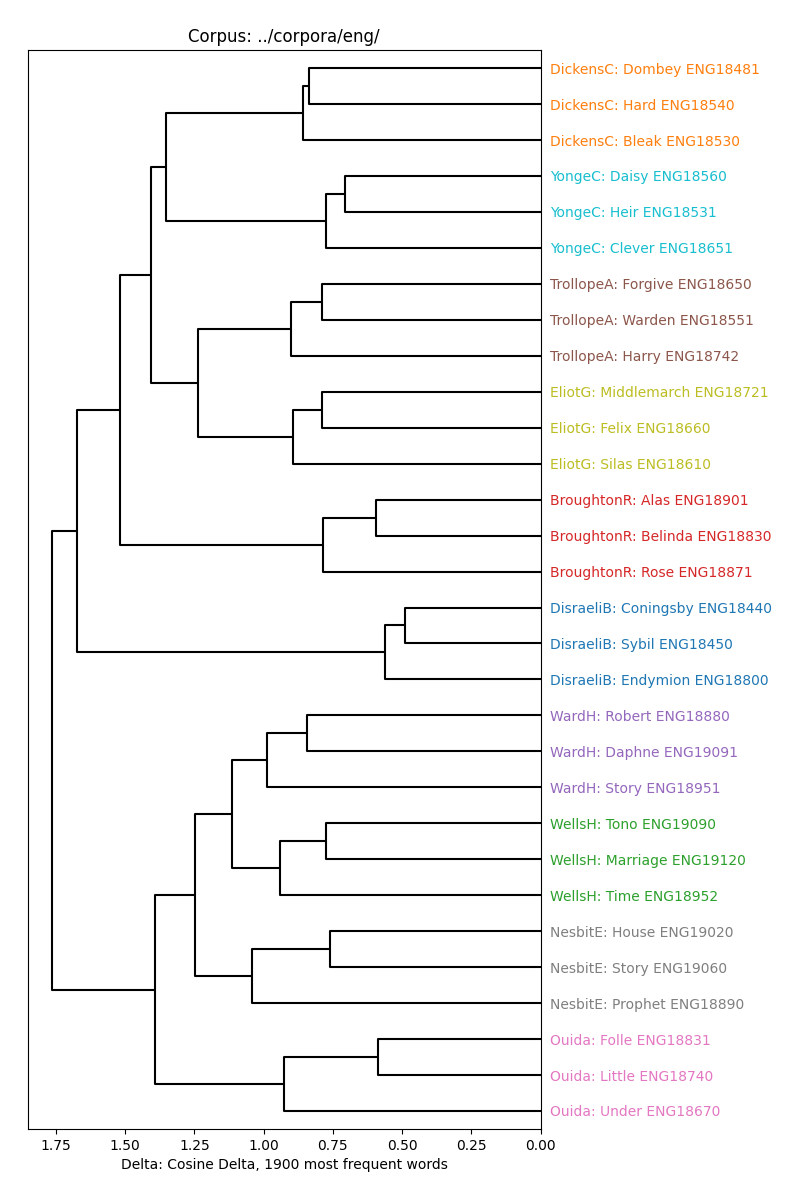 Corpus: ../corpora/eng/
DickensC: Dombey ENG18481
DickensC: Hard ENG18540
DickensC: Bleak ENG18530
YongeC: Daisy ENG18560
YongeC: Heir ENG18531
YongeC: Clever ENG18651
TrollopeA: Forgive ENG18650
TrollopeA: Warden ENG18551
TrollopeA: Harry ENG18742
EliotG: Middlemarch ENG18721
EliotG: Felix ENG18660
EliotG: Silas ENG18610
BroughtonR: Alas ENG18901
BroughtonR: Belinda ENG18830
BroughtonR: Rose ENG18871
DisraeliB: Coningsby ENG18440
DisraeliB: Sybil ENG18450
DisraeliB: Endymion ENG18800
WardH: Robert ENG18880
WardH: Daphne ENG19091
WardH: Story ENG18951
WellsH: Tono ENG19090
WellsH: Marriage ENG19120
WellsH: Time ENG18952
NesbitE: House ENG19020
NesbitE: Story ENG19060
NesbitE: Prophet ENG18890
Ouida: Folle ENG18831
Ouida: Little ENG18740
Ouida: Under ENG18670
1.75 1.50 1.25 1.00 0.75 0.50 0.25 0.00
Delta: Cosine Delta, 1900 most frequent words